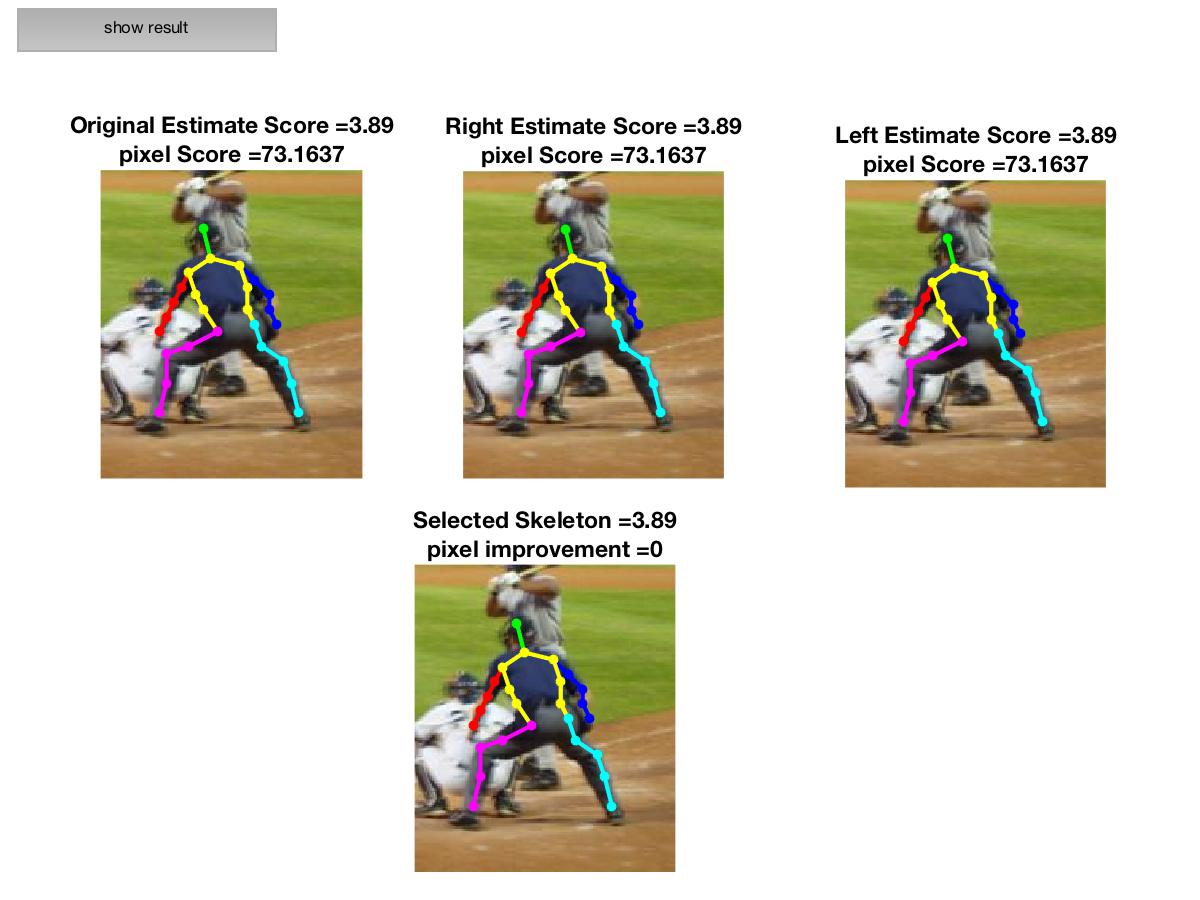 show result
Original Estimate Score =3.89
pixel Score =73.1637
Right Estimate Score =3.89
pixel Score =73.1637
Left Estimate Score =3.89
pixel Score =73.1637
Selected Skeleton =3.89
pixel improvement =0